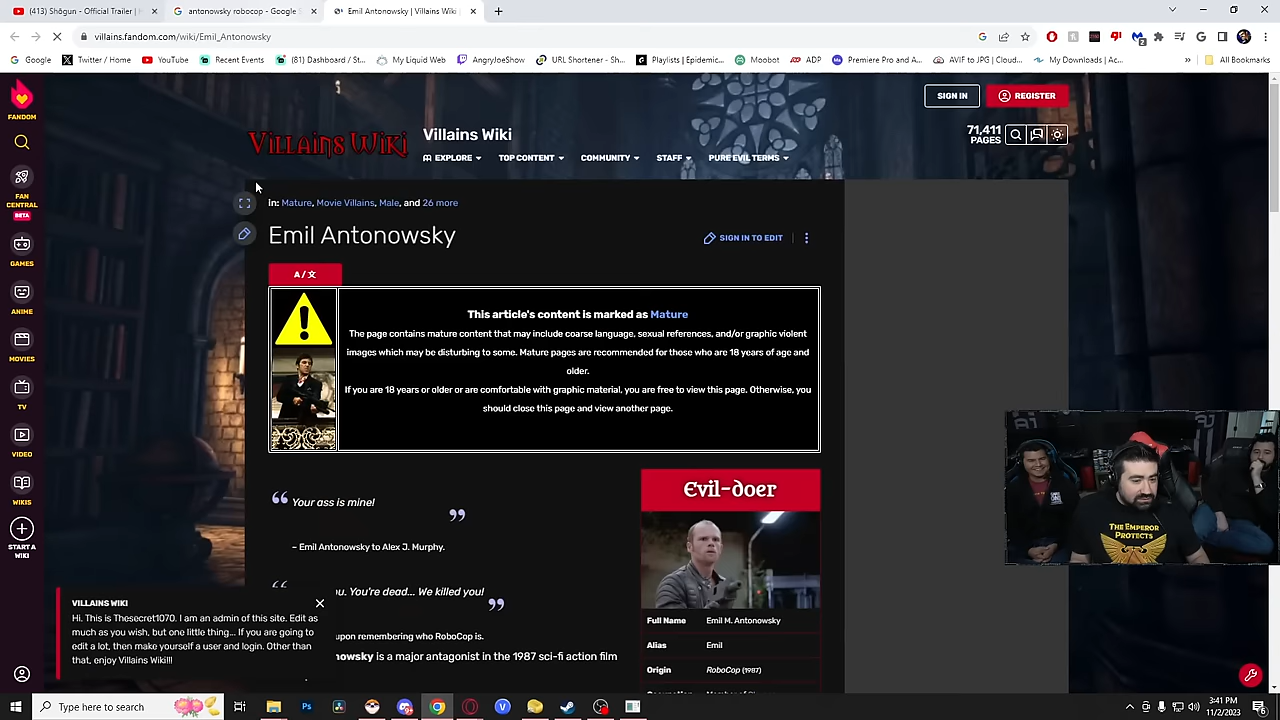 (413) Shōgun - Official Trailer |
antonowsky robocop - Google S
Emil Antonowsky | Villains Wiki
villains.fandom.com/wiki/Emil_Antonowsky
Google
Twitter / Home
YouTube
Recent Events
(81) Dashboard / St...
My Liquid Web
AngryJoeShow
URL Shortener - Sh...
Playlists | Epidemic...
Moobot
ADP
Premiere Pro and A...
AVIF to JPG | Cloud...
My Downloads | Ac...
»
All Bookmarks
FANDOM
FAN CENTRAL
BETA
GAMES
ANIME
MOVIES
TV
VIDEO
WIKIS
START A WIKI
SIGN IN
REGISTER
VILLAINS WIKI
Villains Wiki
71,411
PAGES
EXPLORE
TOP CONTENT
COMMUNITY
STAFF
PURE EVIL TERMS
in: Mature, Movie Villains, Male, and 26 more
Emil Antonowsky
SIGN IN TO EDIT
A / 文
This article's content is marked as Mature
The page contains mature content that may include coarse language, sexual references, and/or graphic violent
images which may be disturbing to some. Mature pages are recommended for those who are 18 years of age and
older.
If you are 18 years or older or are comfortable with graphic material, you are free to view this page. Otherwise, you
should close this page and view another page.
“ Your ass is mine! ”
– Emil Antonowsky to Alex J. Murphy.
u. You're dead... We killed you! ”
upon remembering who RoboCop is.
nowsky is a major antagonist in the 1987 sci-fi action film
Evil-doer
Full Name Emil M. Antonowsky
Alias Emil
Origin RoboCop (1987)
VILLAINS WIKI
Hi. This is Thesecret1070. I am an admin of this site. Edit as
much as you wish, but one little thing... If you are going to
edit a lot, then make yourself a user and login. Other than
that, enjoy Villains Wiki!!!
THE EMPEROR
PROTECTS
Type here to search
3:41 PM
11/2/2023